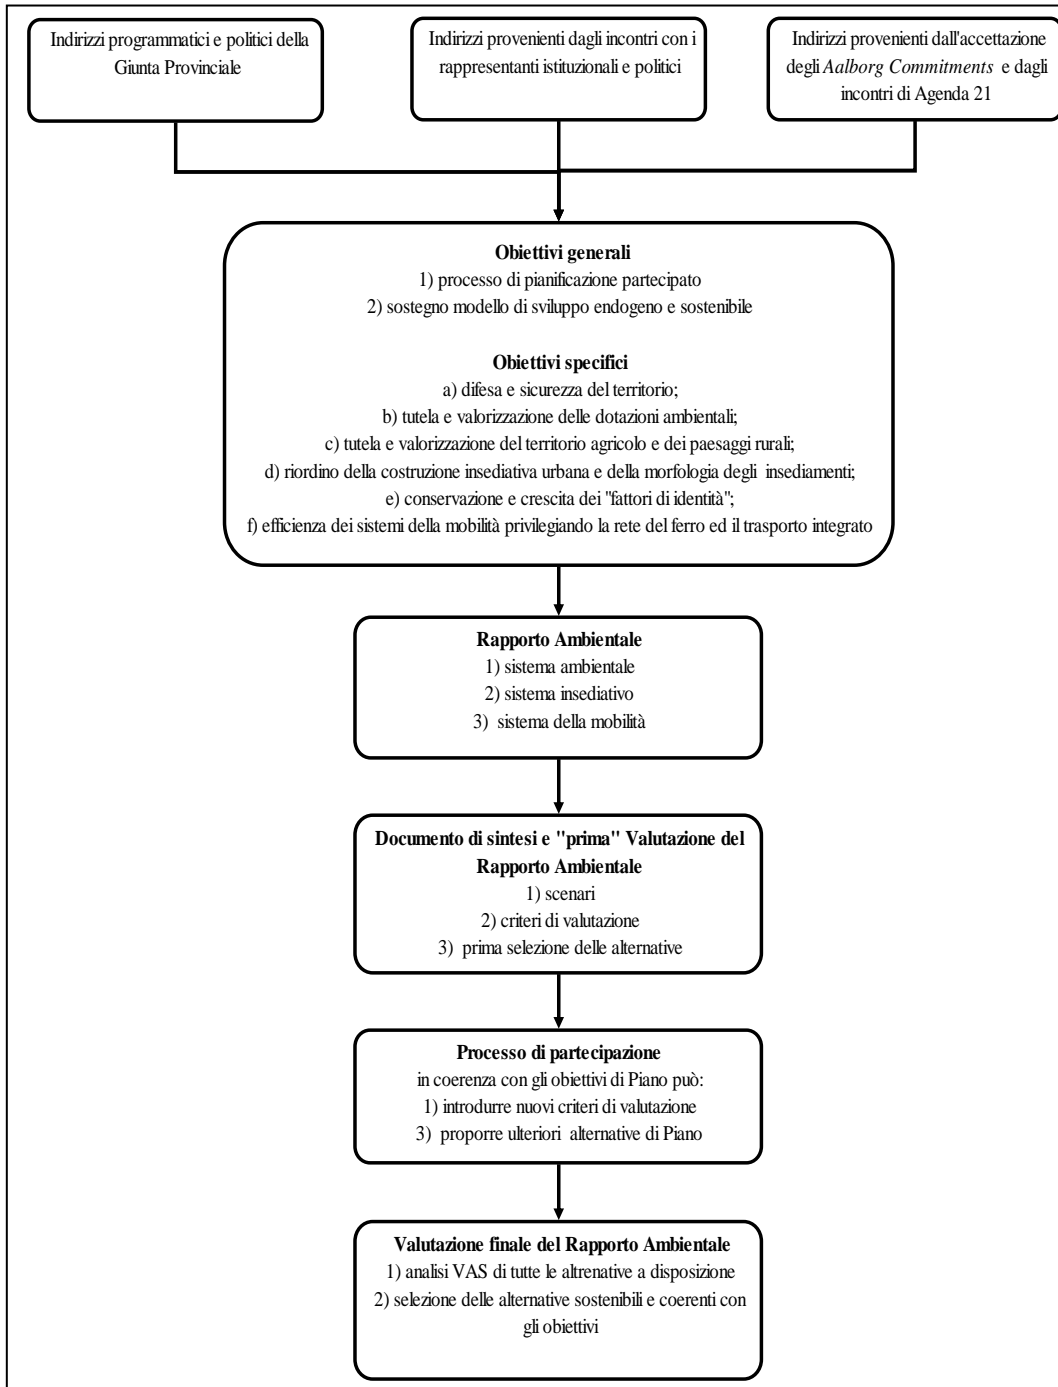 Indirizzi programmatici e politici della
Giunta Provinciale
Indirizzi provenienti dagli incontri con i
rappresentanti istituzionali e politici
Indirizzi provenienti dall'accettazione
degli Aalborg Commitments e dagli
incontri di Agenda 21
Obiettivi generali
1) processo di pianificazione partecipato
2) sostegno modello di sviluppo endogeno e sostenibile
Obiettivi specifici
a) difesa e sicurezza del territorio;
b) tutela e valorizzazione delle dotazioni ambientali;
c) tutela e valorizzazione del territorio agricolo e dei paesaggi rurali;
d) riordino della costruzione insediativa urbana e della morfologia degli insediamenti;
e) conservazione e crescita dei "fattori di identità";
f) efficienza dei sistemi della mobilità privilegiando la rete del ferro ed il trasporto integrato
Rapporto Ambientale
1) sistema ambientale
2) sistema insediativo
3) sistema della mobilità
Documento di sintesi e "prima" Valutazione del
Rapporto Ambientale
1) scenari
2) criteri di valutazione
3) prima selezione delle alternative
Processo di partecipazione
in coerenza con gli obiettivi di Piano può:
1) introdurre nuovi criteri di valutazione
3) proporre ulteriori alternative di Piano
Valutazione finale del Rapporto Ambientale
1) analisi VAS di tutte le altrenative a disposizione
2) selezione delle alternative sostenibili e coerenti con
gli obiettivi